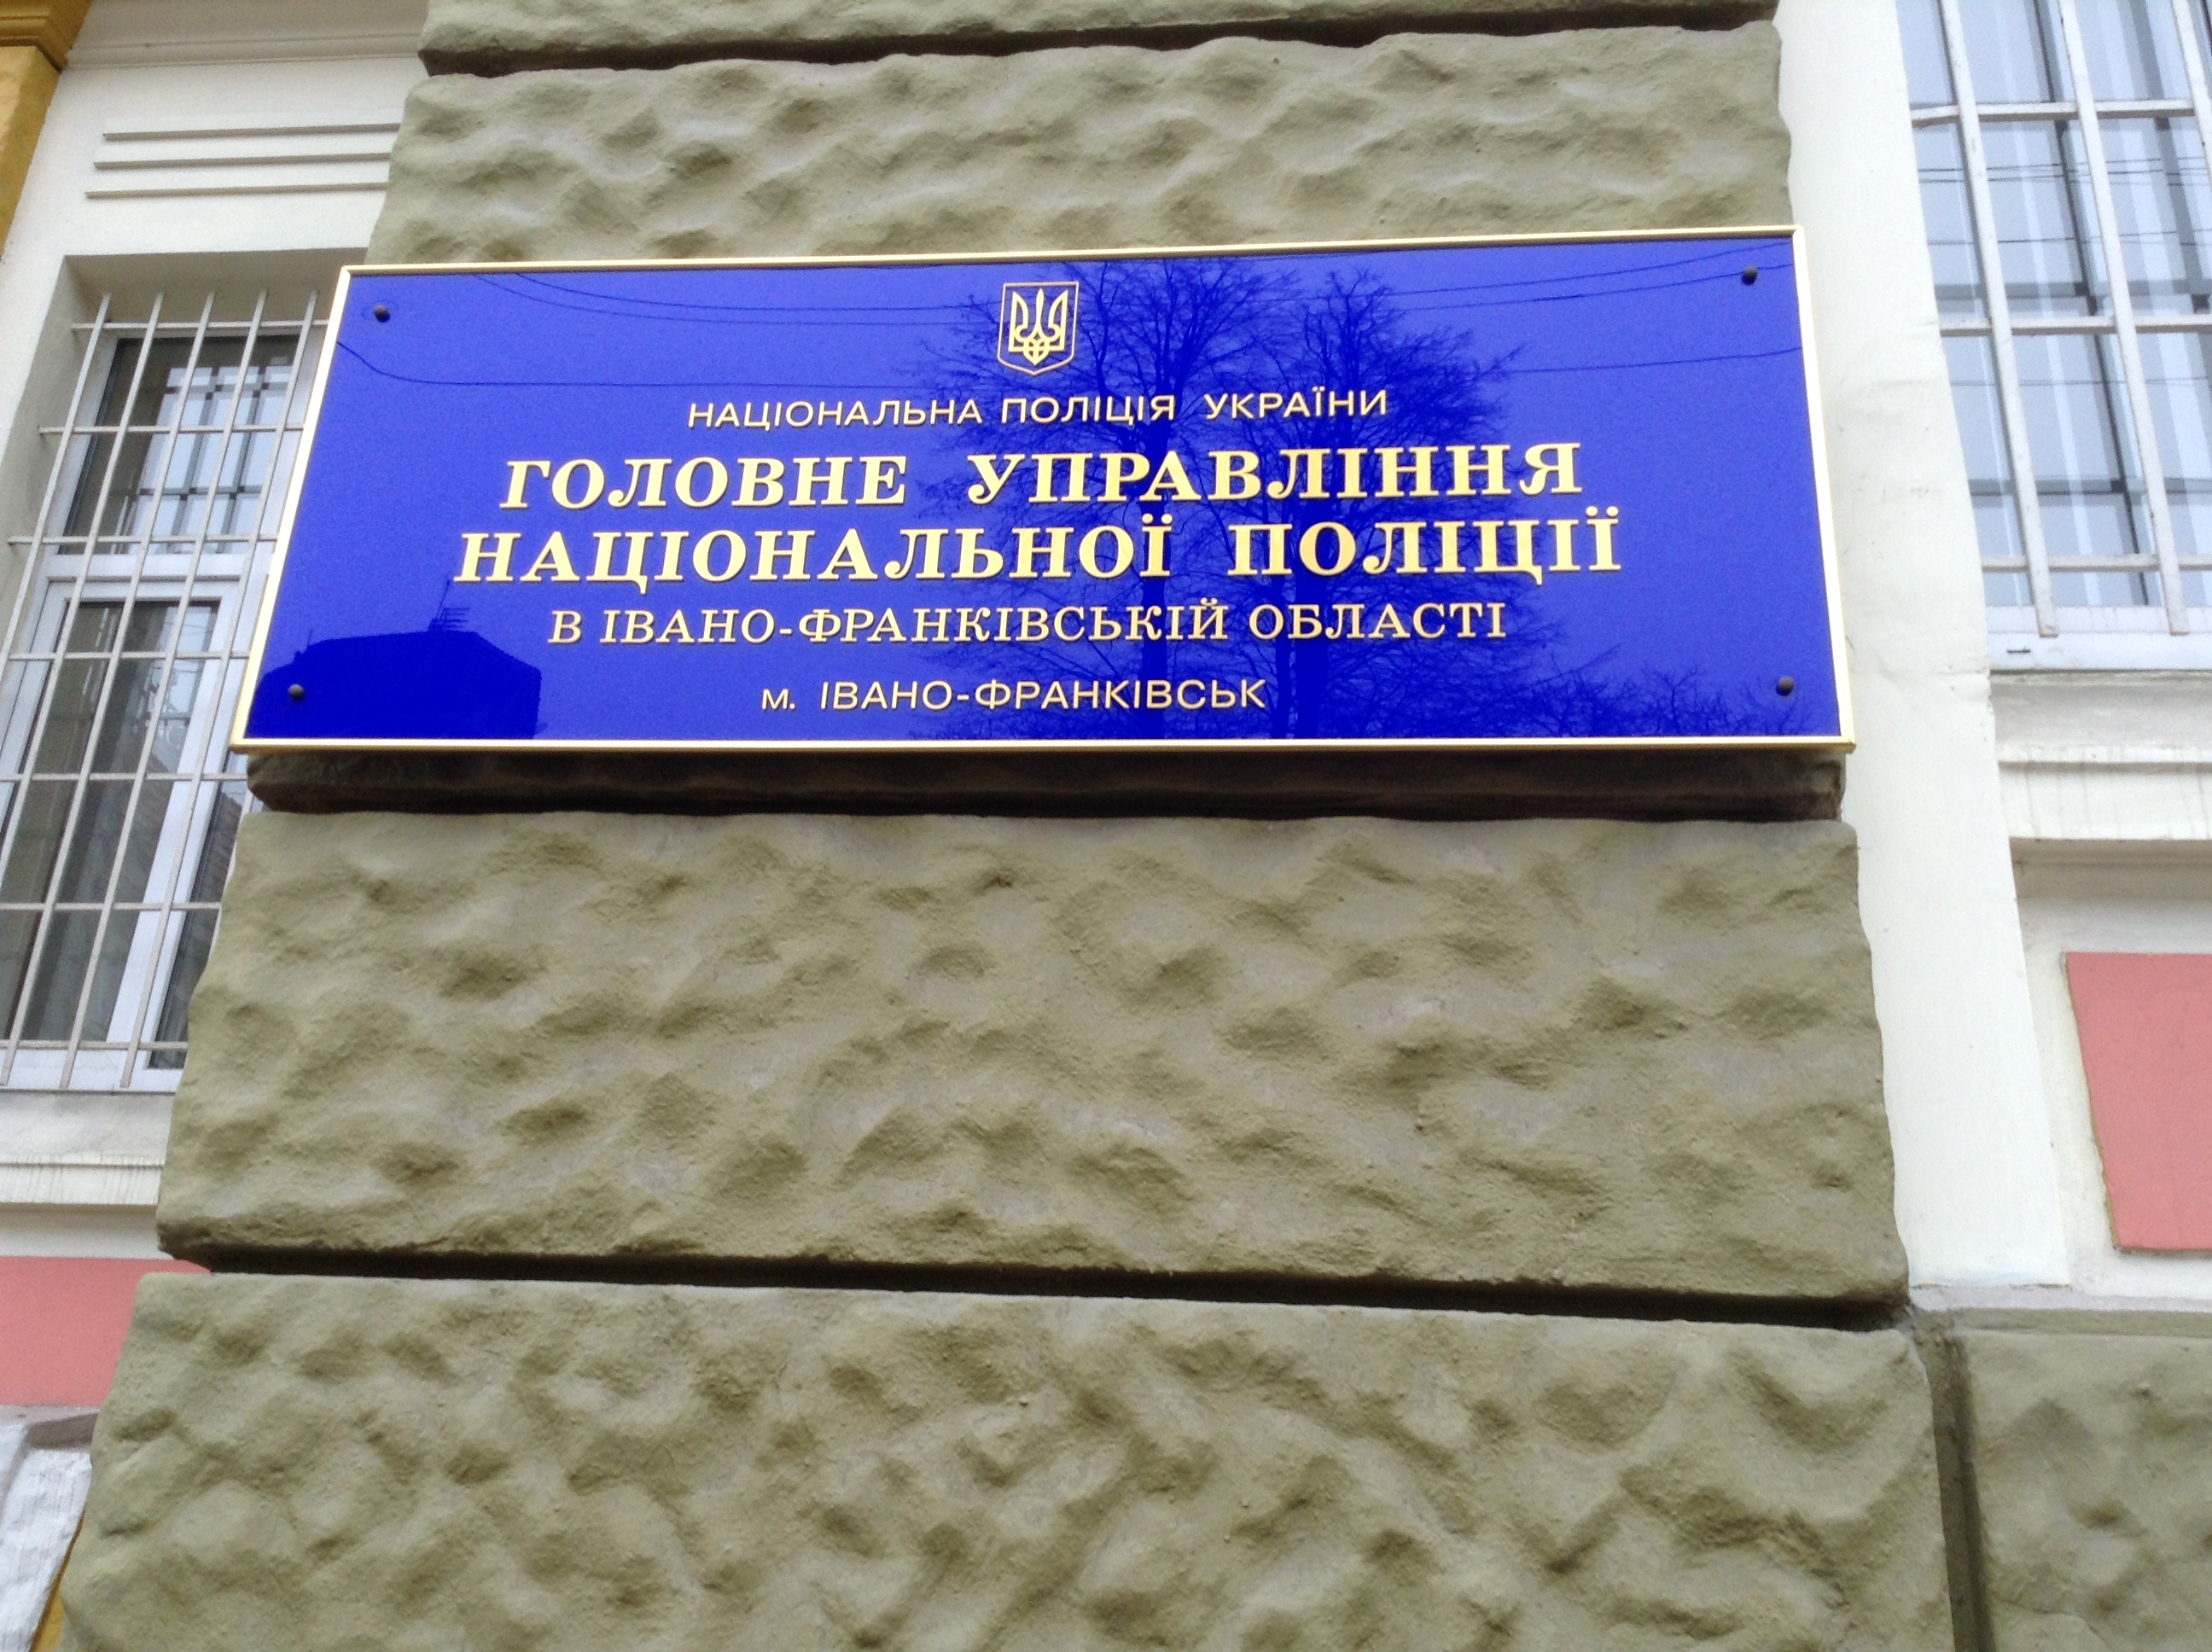 НАЦІОНАЛЬНА ПОЛІЦІЯ УКРАЇНИ
ГОЛОВНЕ УПРАВЛІННЯ
НАЦІОНАЛЬНОЇ ПОЛІЦІЇ
В ІВАНО-ФРАНКІВСЬКІЙ ОБЛАСТІ
м. ІВАНО-ФРАНКІВСЬК